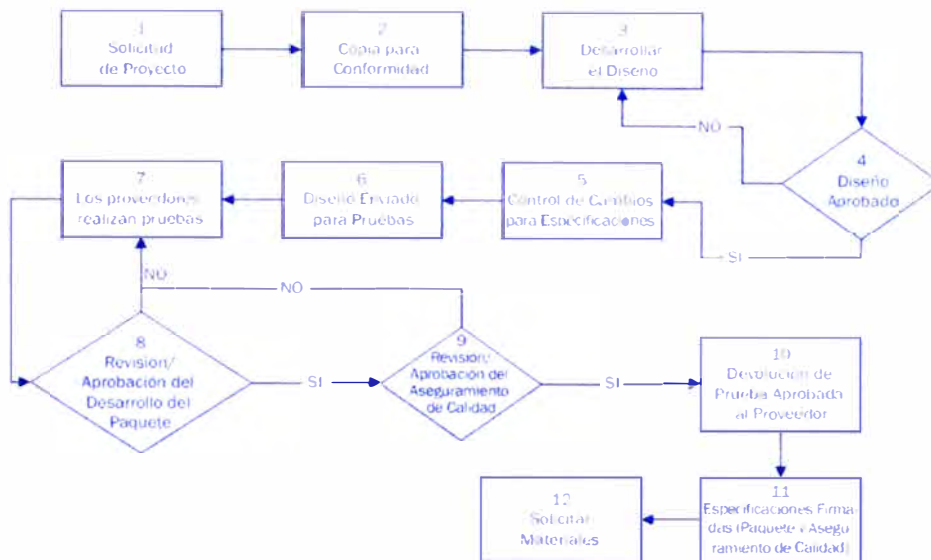 1
Solicitud
de Proyecto
2
Copia para
Conformidad
3
Desarrollar
el Diseño
NO
4
Diseño
Aprobado
SI
5
Control de Cambios
para Especificaciones
6
Diseño Enviado
para Pruebas
7
Los proveedores
realizan pruebas
NO
NO
8
Revision/
Aprobación del
Desarrollo del
Paquete
SI
9
Revision/
Aprobación del
Aseguramiento
de Calidad
SI
10
Devolución de
Prueba Aprobada
al Proveedor
11
Especificaciones Firma-
das (Paquete y Asegu
ramiento de Calidad)
12
Solicitar
Materiales